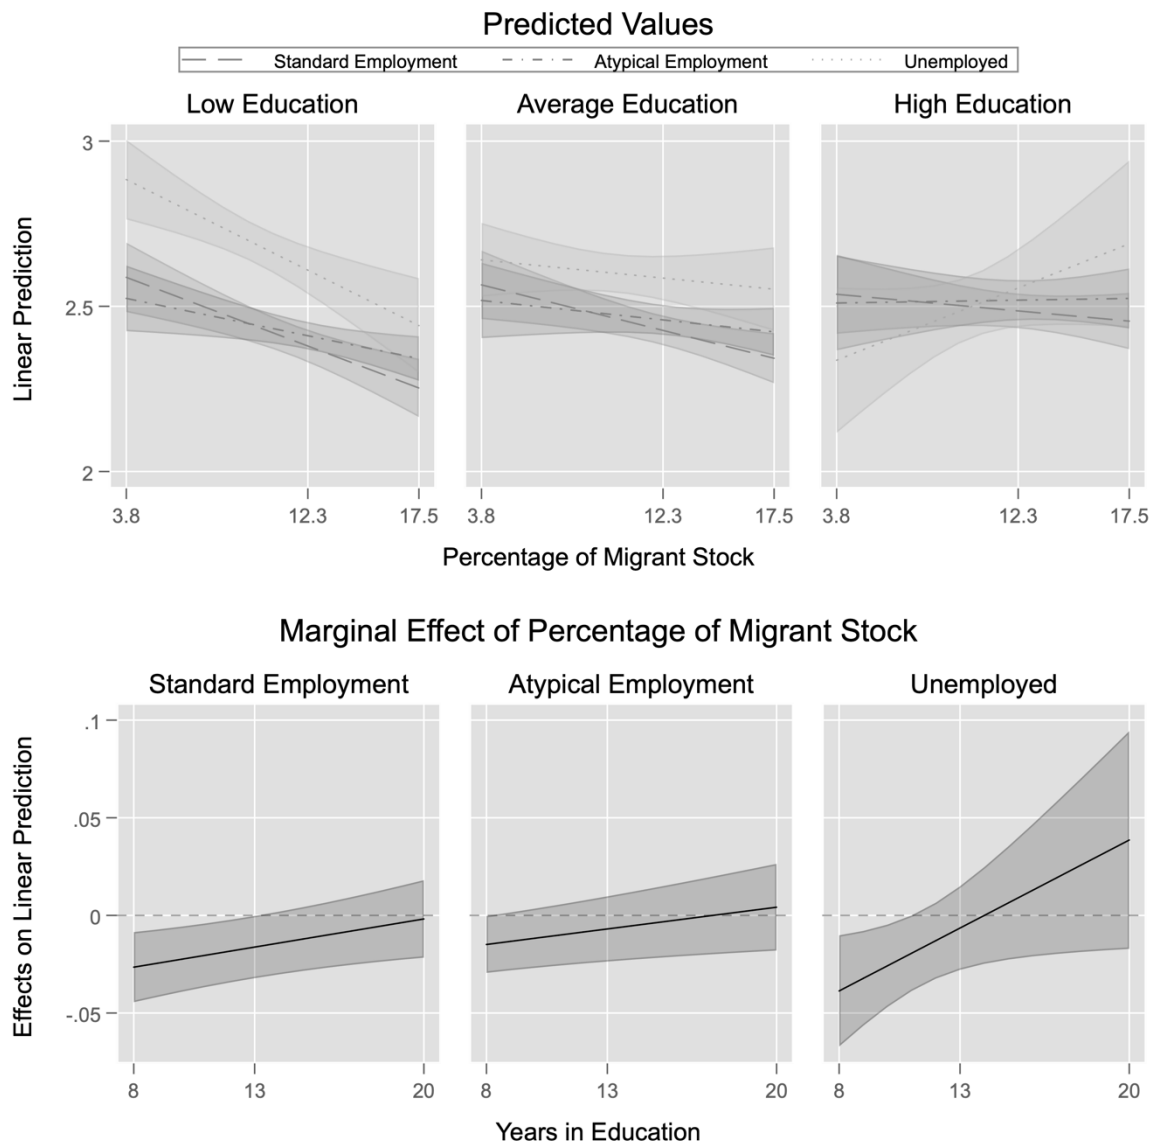 Predicted Values
Standard Employment Atypical Employment Unemployed
Low Education Average Education High Education
Linear Prediction
3
2.5
2
3.8 12.3 17.5 3.8 12.3 17.5 3.8 12.3 17.5
Percentage of Migrant Stock
Marginal Effect of Percentage of Migrant Stock
Standard Employment Atypical Employment Unemployed
Effects on Linear Prediction
.1
.05
0
-.05
8 13 20 8 13 20 8 13 20
Years in Education